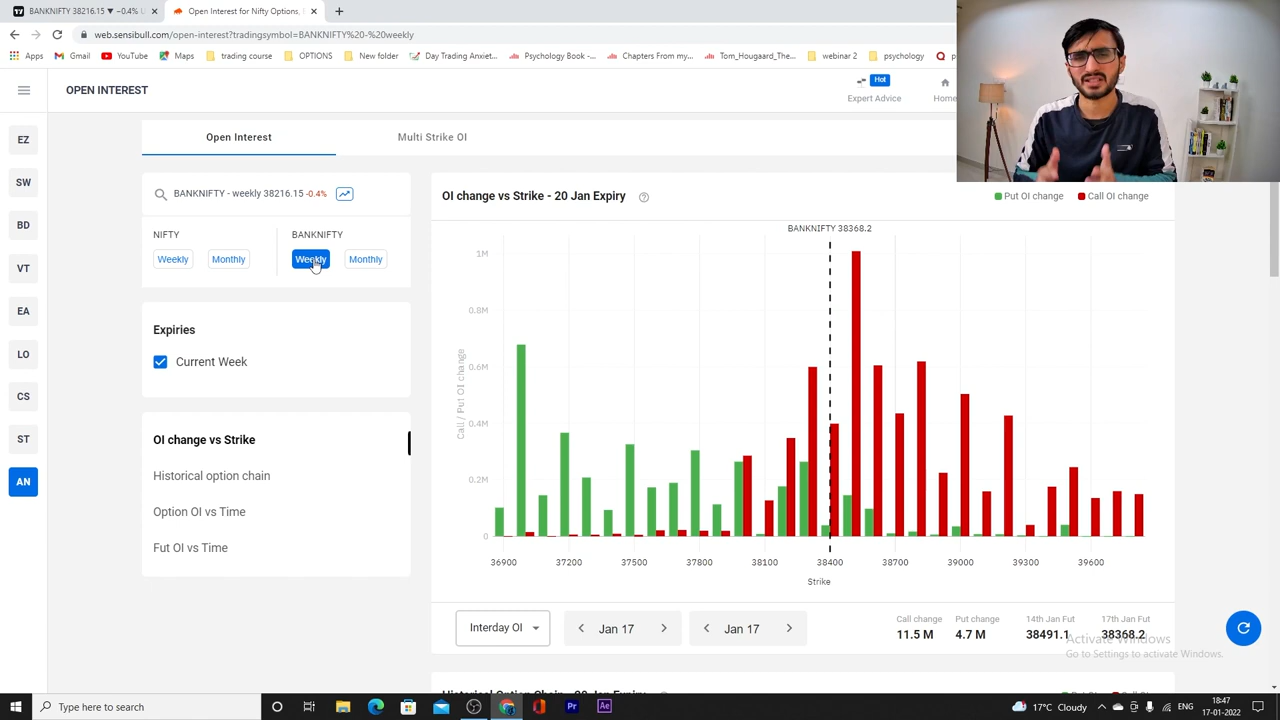 BANKNIFTY 38216.15 ▼ −0.4% U
Open Interest for Nifty Options,
web.sensibull.com/open-interest?tradingsymbol=BANKNIFTY%20-%20weekly
Apps Gmail YouTube Maps trading course OPTIONS New folder Day Trading Anxiet... Psychology Book -... Chapters From my... Tom_Hougaard_The... webinar 2 psychology
OPEN INTEREST
Hot
Expert Advice
Home
Open Interest Multi Strike OI
EZ
SW
BD
VT
EA
LO
CS
ST
AN
BANKNIFTY - weekly 38216.15 -0.4%
NIFTY BANKNIFTY
Weekly Monthly Weekly Monthly
Expiries
Current Week
OI change vs Strike
Historical option chain
Option OI vs Time
Fut OI vs Time
OI change vs Strike - 20 Jan Expiry
Put OI change Call OI change
BANKNIFTY 38368.2
1M
0.8M
0.6M
0.4M
0.2M
0
Call / Put OI change
36900 37200 37500 37800 38100 38400 38700 39000 39300 39600
Strike
Interday OI Jan 17 Jan 17
Call change Put change 14th Jan Fut 17th Jan Fut
11.5 M 4.7 M 38491.1 38368.2
Activate Windows
Go to Settings to activate Windows.
Historical Option Chain - 20 Jan Expiry
Type here to search
17°C Cloudy
ENG
18:47
17-01-2022